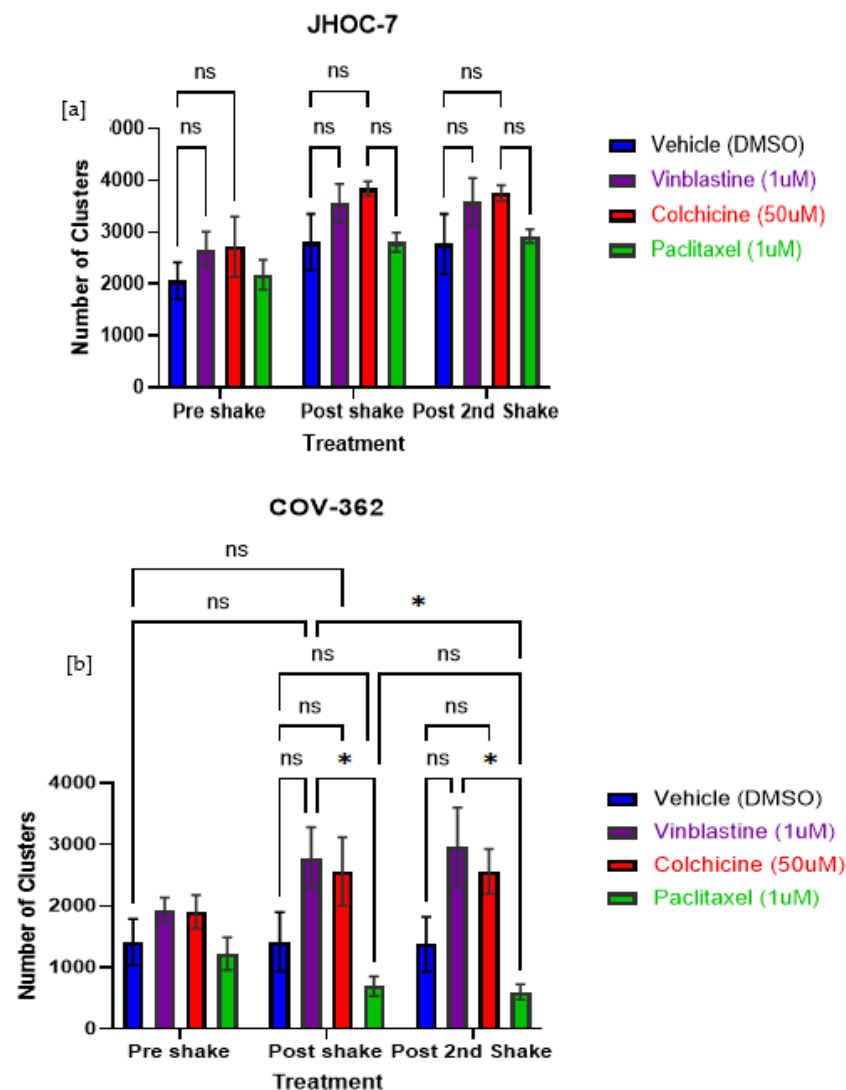 JHOC-7
ns ns ns
[a]
ns ns ns ns ns
5000
4000
3000
2000
1000
0
Number of Clusters
Pre shake Post shake Post 2nd Shake
Treatment
Vehicle (DMSO)
Vinblastine (1uM)
Colchicine (50uM)
Paclitaxel (1uM)
COV-362
ns
ns *
[b]
ns ns
ns ns
ns * ns *
4000
3000
2000
1000
0
Number of Clusters
Pre shake Post shake Post 2nd Shake
Treatment
Vehicle (DMSO)
Vinblastine (1uM)
Colchicine (50uM)
Paclitaxel (1uM)